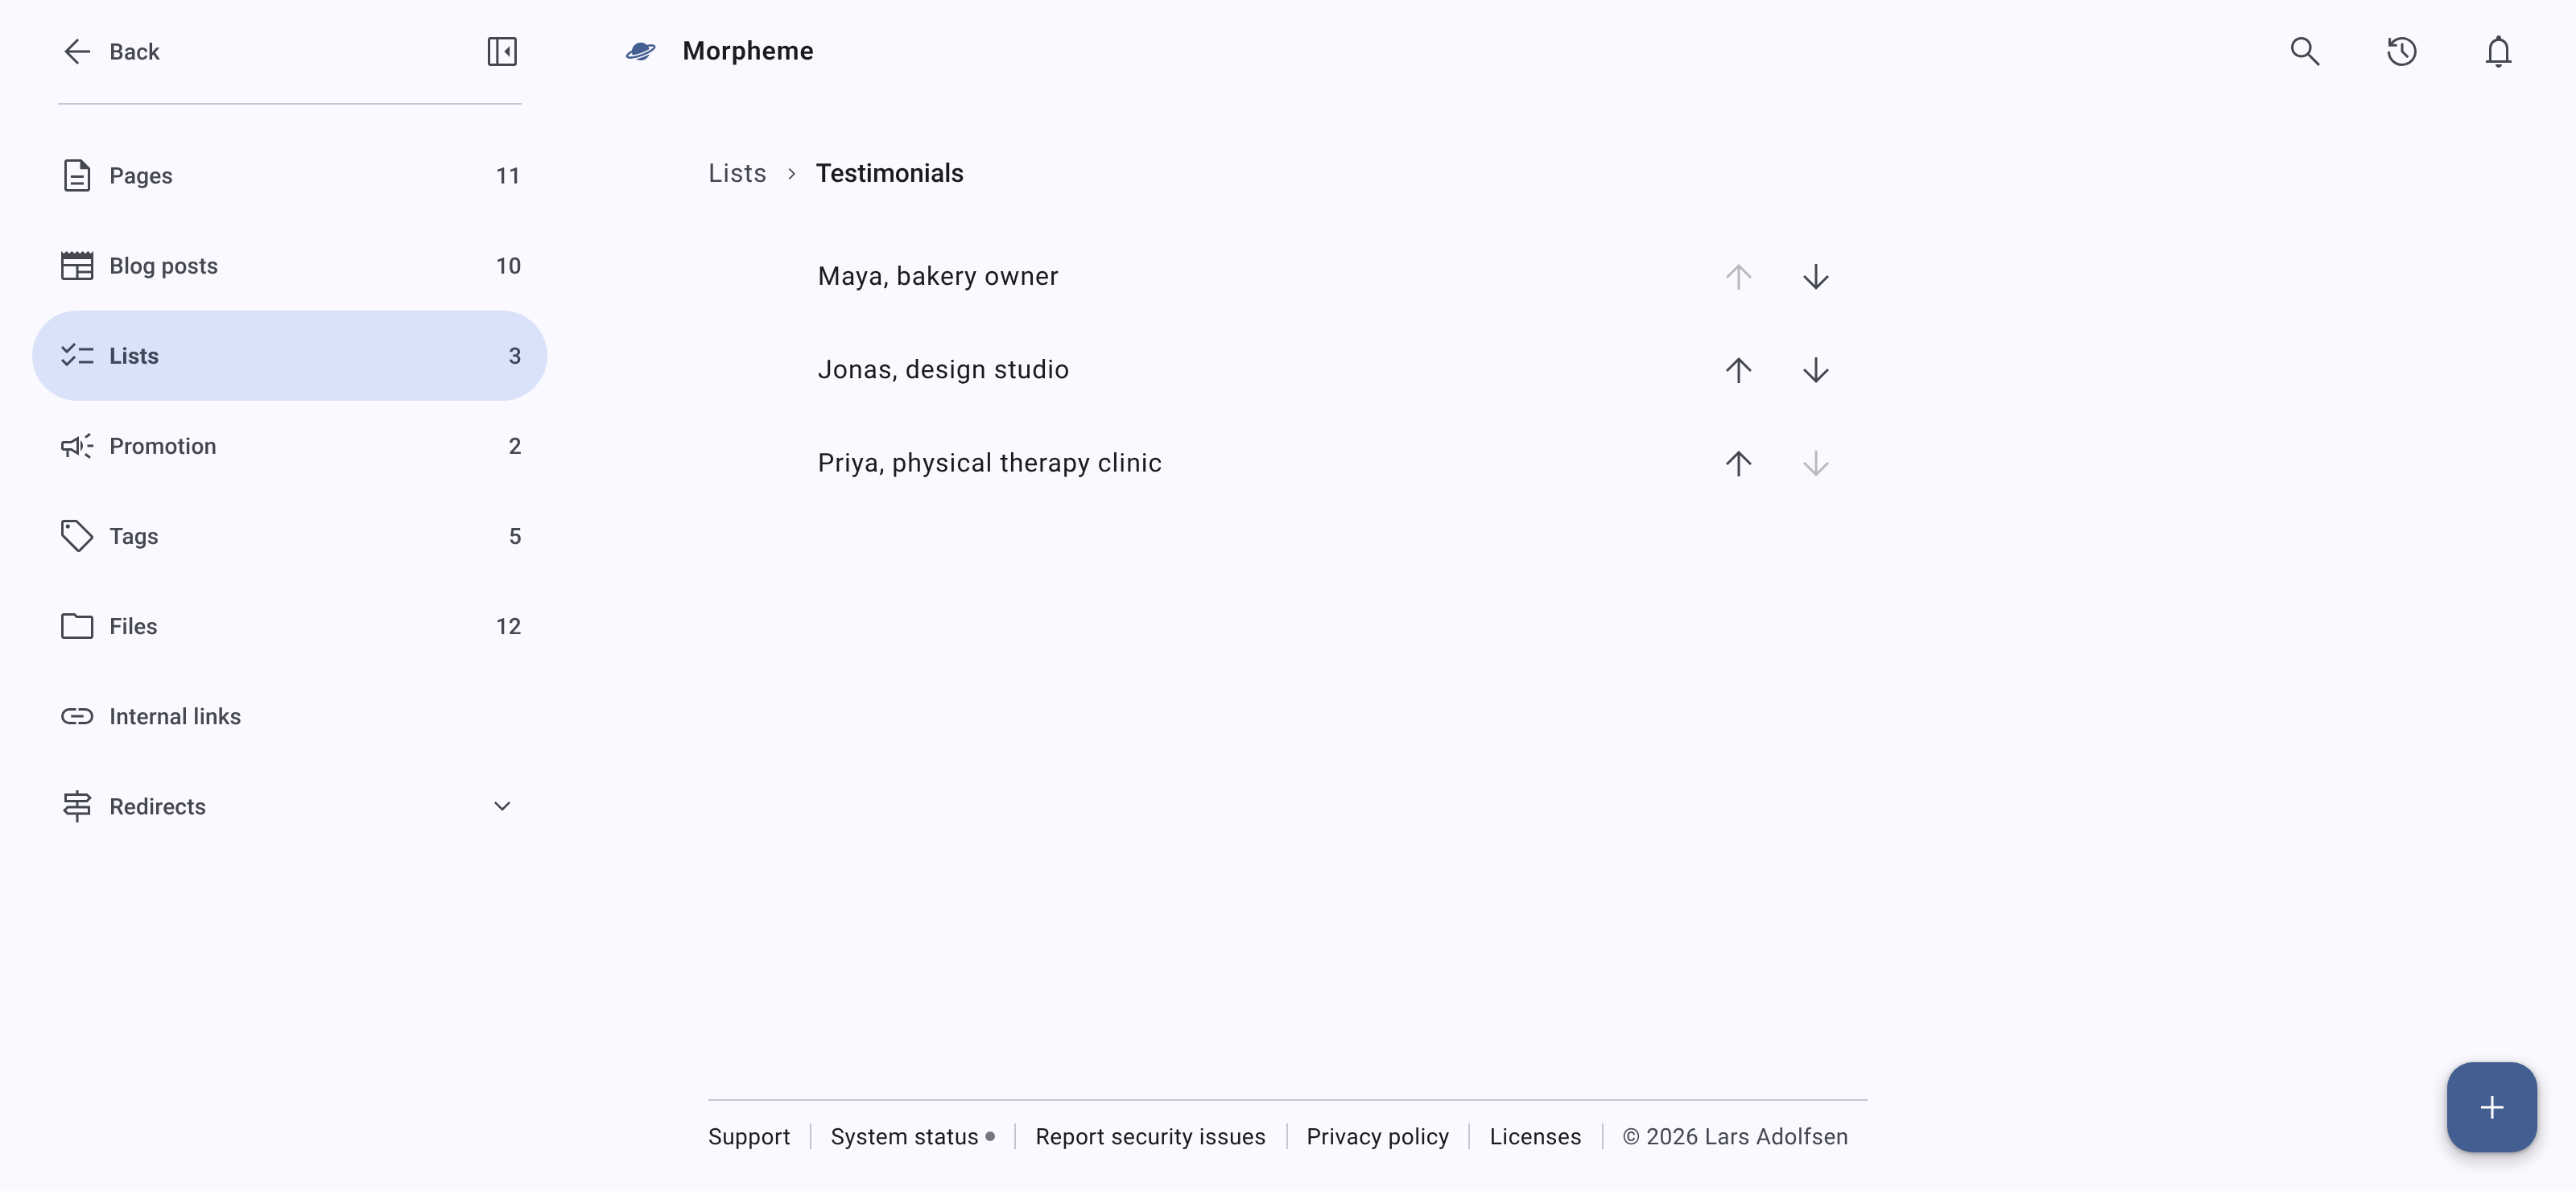 Back
Pages 11
Blog posts 10
Lists 3
Promotion 2
Tags 5
Files 12
Internal links
Redirects
Morpheme
Lists › Testimonials
Maya, bakery owner
Jonas, design studio
Priya, physical therapy clinic
Support System status Report security issues Privacy policy Licenses © 2026 Lars Adolfsen